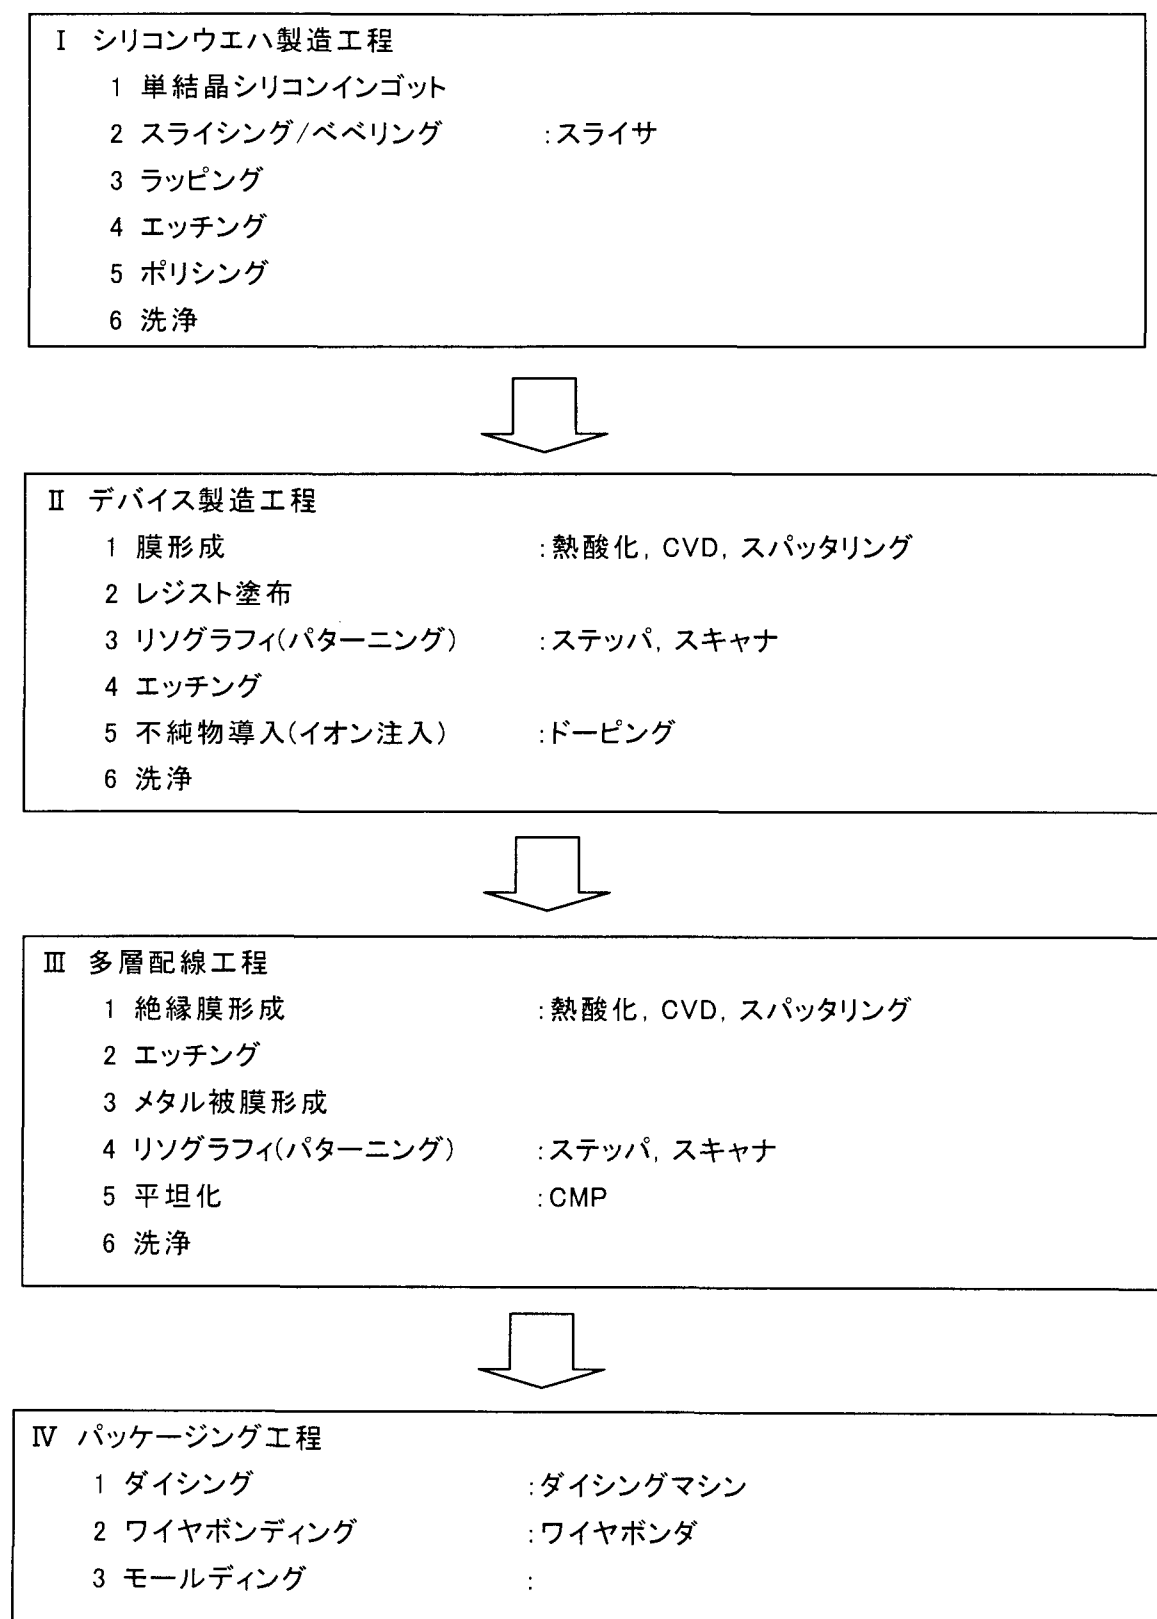 Ⅰ シリコンウエハ製造工程
1 単結晶シリコンインゴット
2 スライシング/ベベリング :スライサ
3 ラッピング
4 エッチング
5 ポリシング
6 洗浄
Ⅱ デバイス製造工程
1 膜形成 :熱酸化, CVD, スパッタリング
2 レジスト塗布
3 リソグラフィ(パターニング) :ステッパ, スキャナ
4 エッチング
5 不純物導入(イオン注入) :ドーピング
6 洗浄
Ⅲ 多層配線工程
1 絶縁膜形成 :熱酸化, CVD, スパッタリング
2 エッチング
3 メタル被膜形成
4 リソグラフィ(パターニング) :ステッパ, スキャナ
5 平坦化 :CMP
6 洗浄
Ⅳ パッケージング工程
1 ダイシング :ダイシングマシン
2 ワイヤボンディング :ワイヤボンダ
3 モールディング :